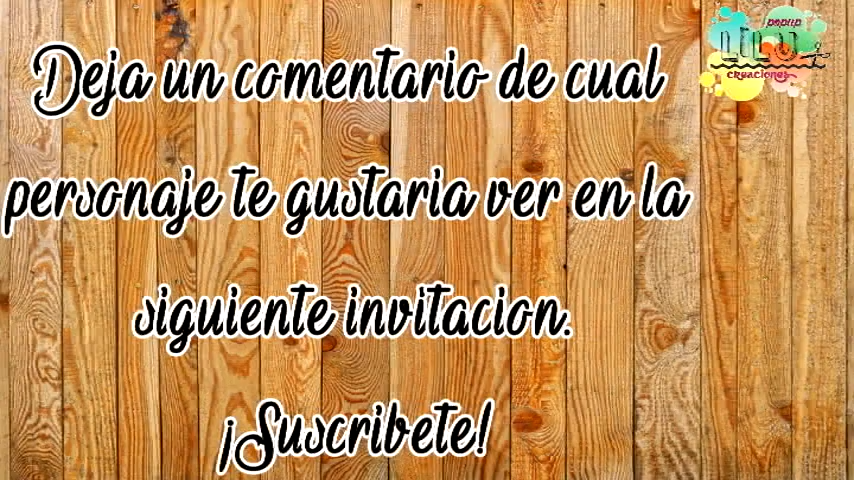 Deja un comentario de cual
personaje te gustaria ver en la
siguiente invitacion.
¡Suscribete!
creaciones